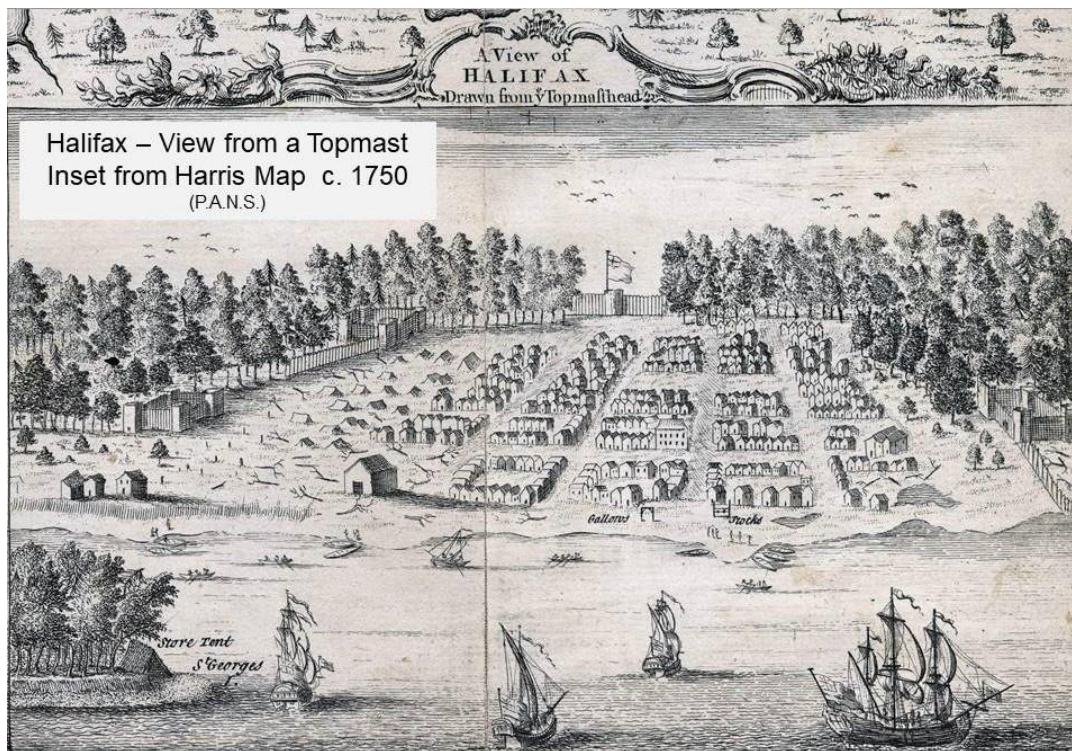 A View of
HALIFAX
Drawn from yᵉ Topmasthead
Halifax – View from a Topmast
Inset from Harris Map c. 1750
(P.A.N.S.)
Gallows
Stocks
Store Tent
Sᵗ Georges
I.